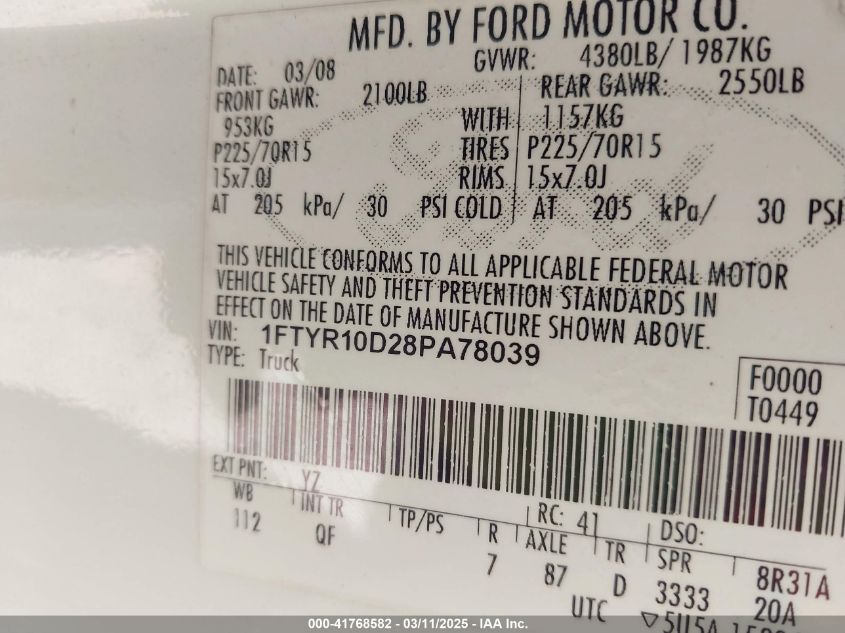 MFD. BY FORD MOTOR CO.
DATE: 03/08 GVWR: 4380LB/ 1987KG
FRONT GAWR: 2100LB REAR GAWR: 2550LB
953KG WITH 1157KG
P225/70R15 TIRES P225/70R15
15x7.0J RIMS 15x7.0J
AT 205 kPa/ 30 PSI COLD AT 205 kPa/ 30 PSI
THIS VEHICLE CONFORMS TO ALL APPLICABLE FEDERAL MOTOR
VEHICLE SAFETY AND THEFT PREVENTION STANDARDS IN
EFFECT ON THE DATE OF MANUFACTURE SHOWN ABOVE.
VIN: 1FTYR10D28PA78039
TYPE: Truck
F0000
T0449
EXT PNT: YZ RC: 41 DSO:
WB INT TR TP/PS R AXLE TR SPR 8R31A
112 QF 7 87 D 3333 20A
UTC
000-41768582 - 03/11/2025 - IAA Inc.